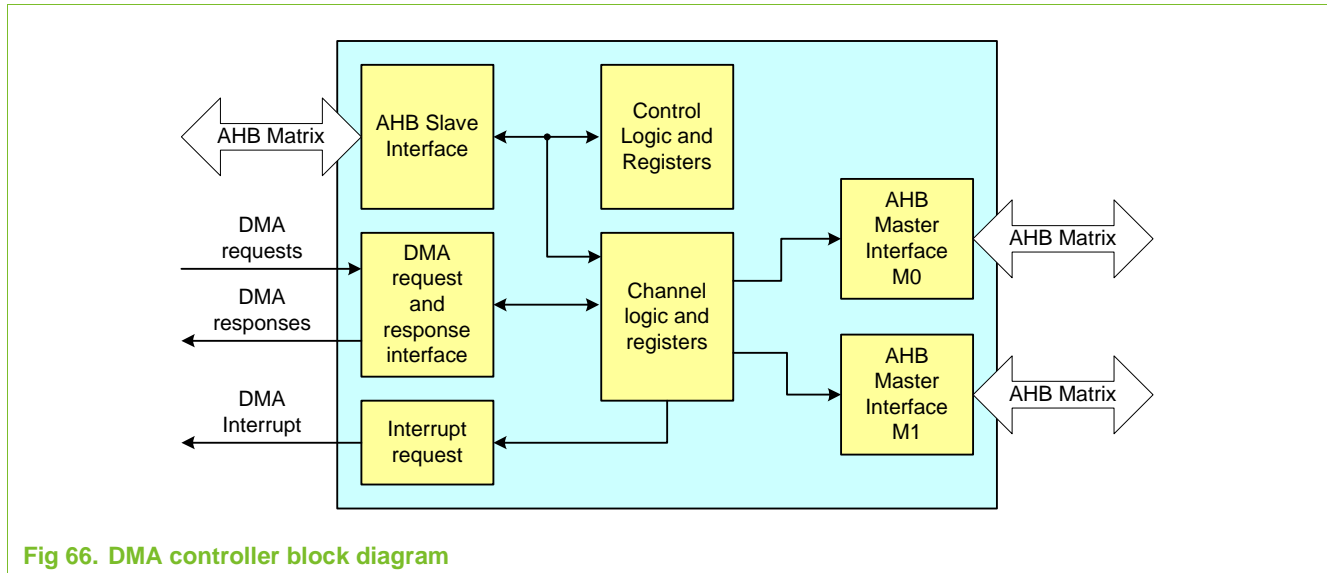 AHB Matrix
AHB Slave
Interface
Control
Logic and
Registers
DMA
requests
DMA
responses
DMA
request
and
response
interface
Channel
logic and
registers
AHB
Master
Interface
M0
AHB Matrix
AHB
Master
Interface
M1
AHB Matrix
DMA
Interrupt
Interrupt
request
Fig 66. DMA controller block diagram